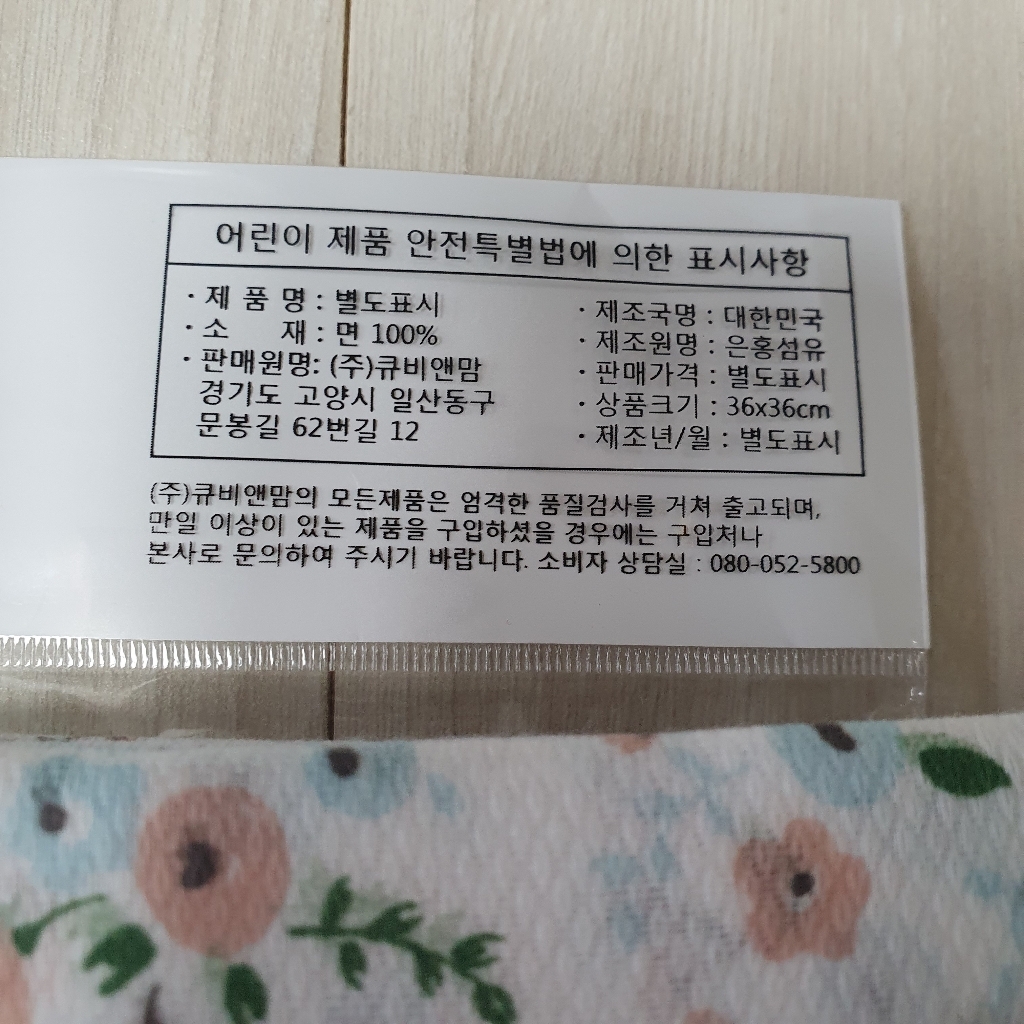 어린이 제품 안전특별법에 의한 표시사항
· 제 품 명 : 별도표시
· 소 재 : 면 100%
· 판매원명: (주)큐비앤맘
경기도 고양시 일산동구
문봉길 62번길 12
· 제조국명 : 대한민국
· 제조원명 : 은홍섬유
· 판매가격 : 별도표시
· 상품크기 : 36x36cm
· 제조년/월 : 별도표시
(주)큐비앤맘의 모든제품은 엄격한 품질검사를 거쳐 출고되며,
만일 이상이 있는 제품을 구입하셨을 경우에는 구입처나
본사로 문의하여 주시기 바랍니다. 소비자 상담실 : 080-052-5800